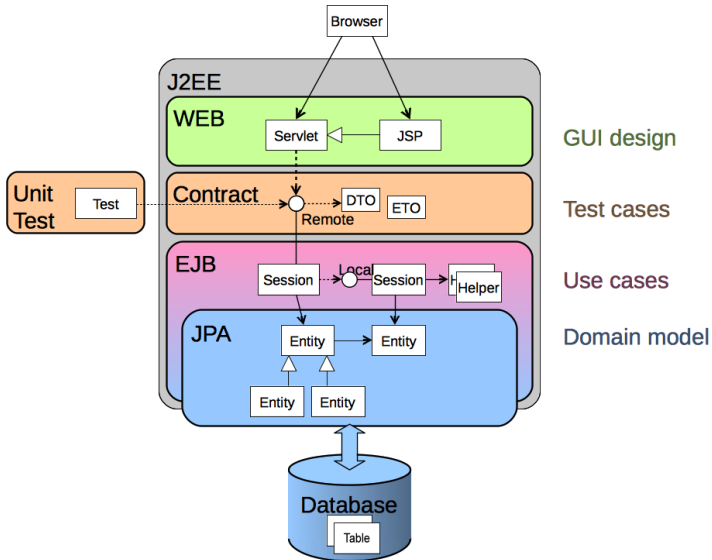 Browser
J2EE
WEB
Servlet
JSP
GUI design
Unit
Test
Test
Contract
Remote
DTO
ETO
Test cases
EJB
Session
Local
Session
H
Helper
Use cases
JPA
Entity
Entity
Domain model
Entity
Entity
Database
Table